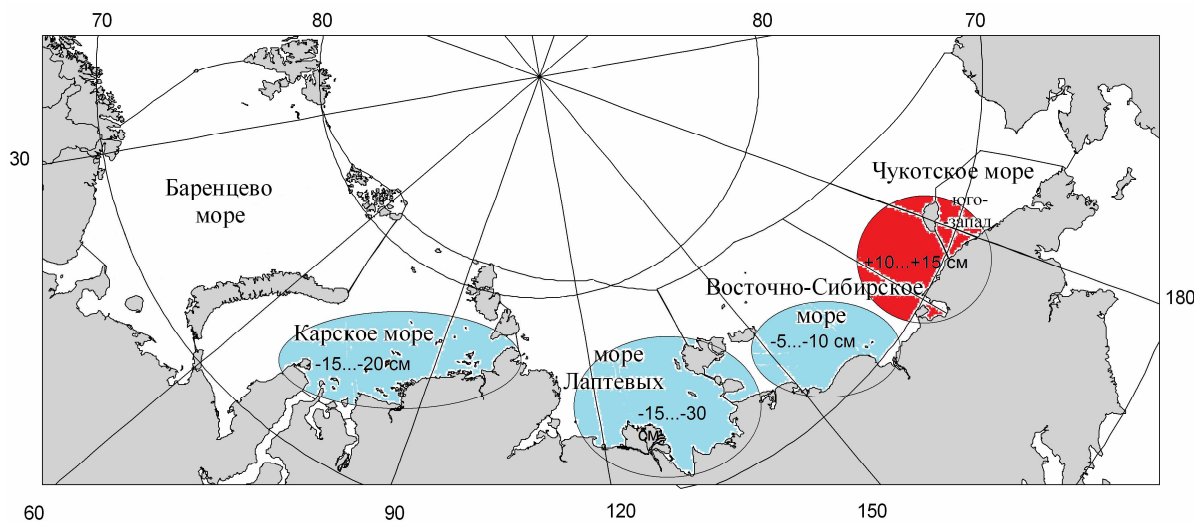 70
80
80
70
30
Чукотское море
Баренцево
море
юго-
запад
+10...+15 см
Восточно-Сибирское
море
180
Карское море
-5...-10 см
-15...-20 см
море
Лаптевых
-15...-30
см
60
90
120
150